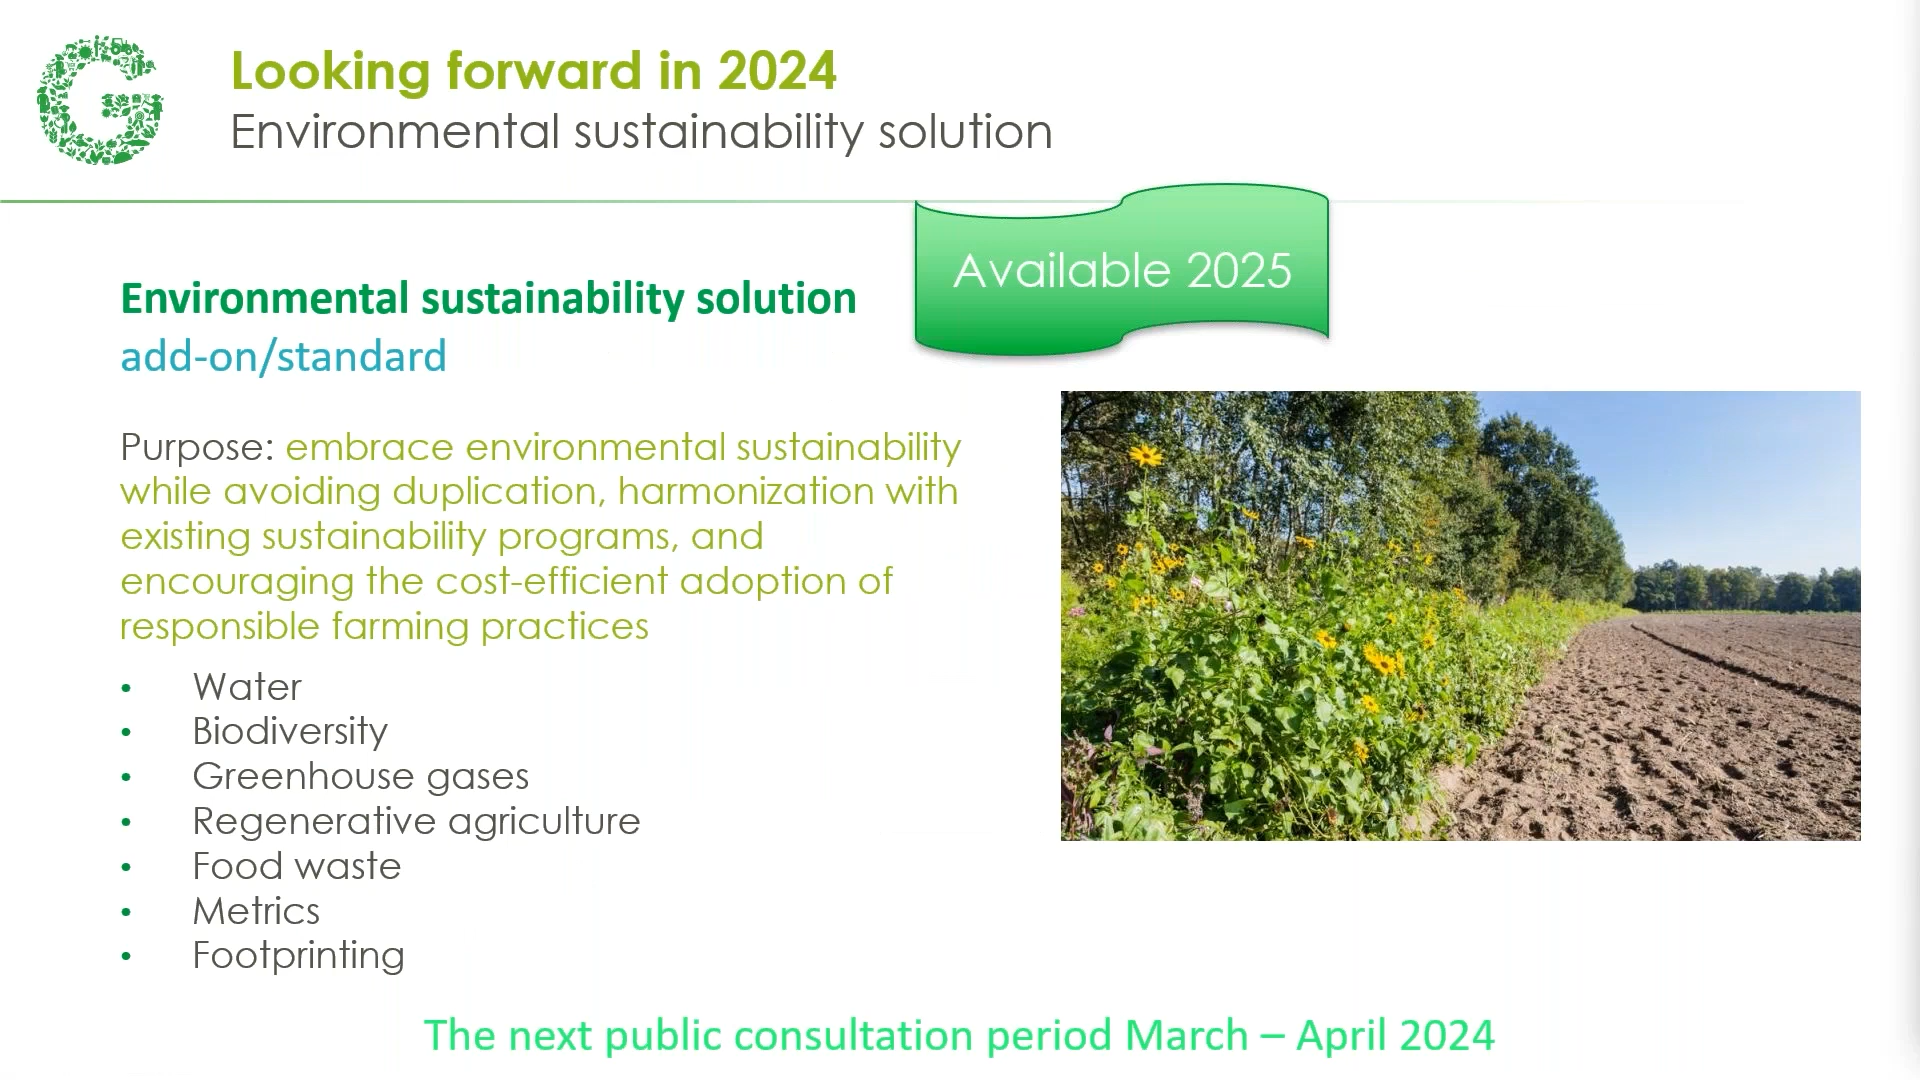 Looking forward in 2024
Environmental sustainability solution
Available 2025
Environmental sustainability solution
add-on/standard
Purpose: embrace environmental sustainability
while avoiding duplication, harmonization with
existing sustainability programs, and
encouraging the cost-efficient adoption of
responsible farming practices
• Water
• Biodiversity
• Greenhouse gases
• Regenerative agriculture
• Food waste
• Metrics
• Footprinting
The next public consultation period March – April 2024